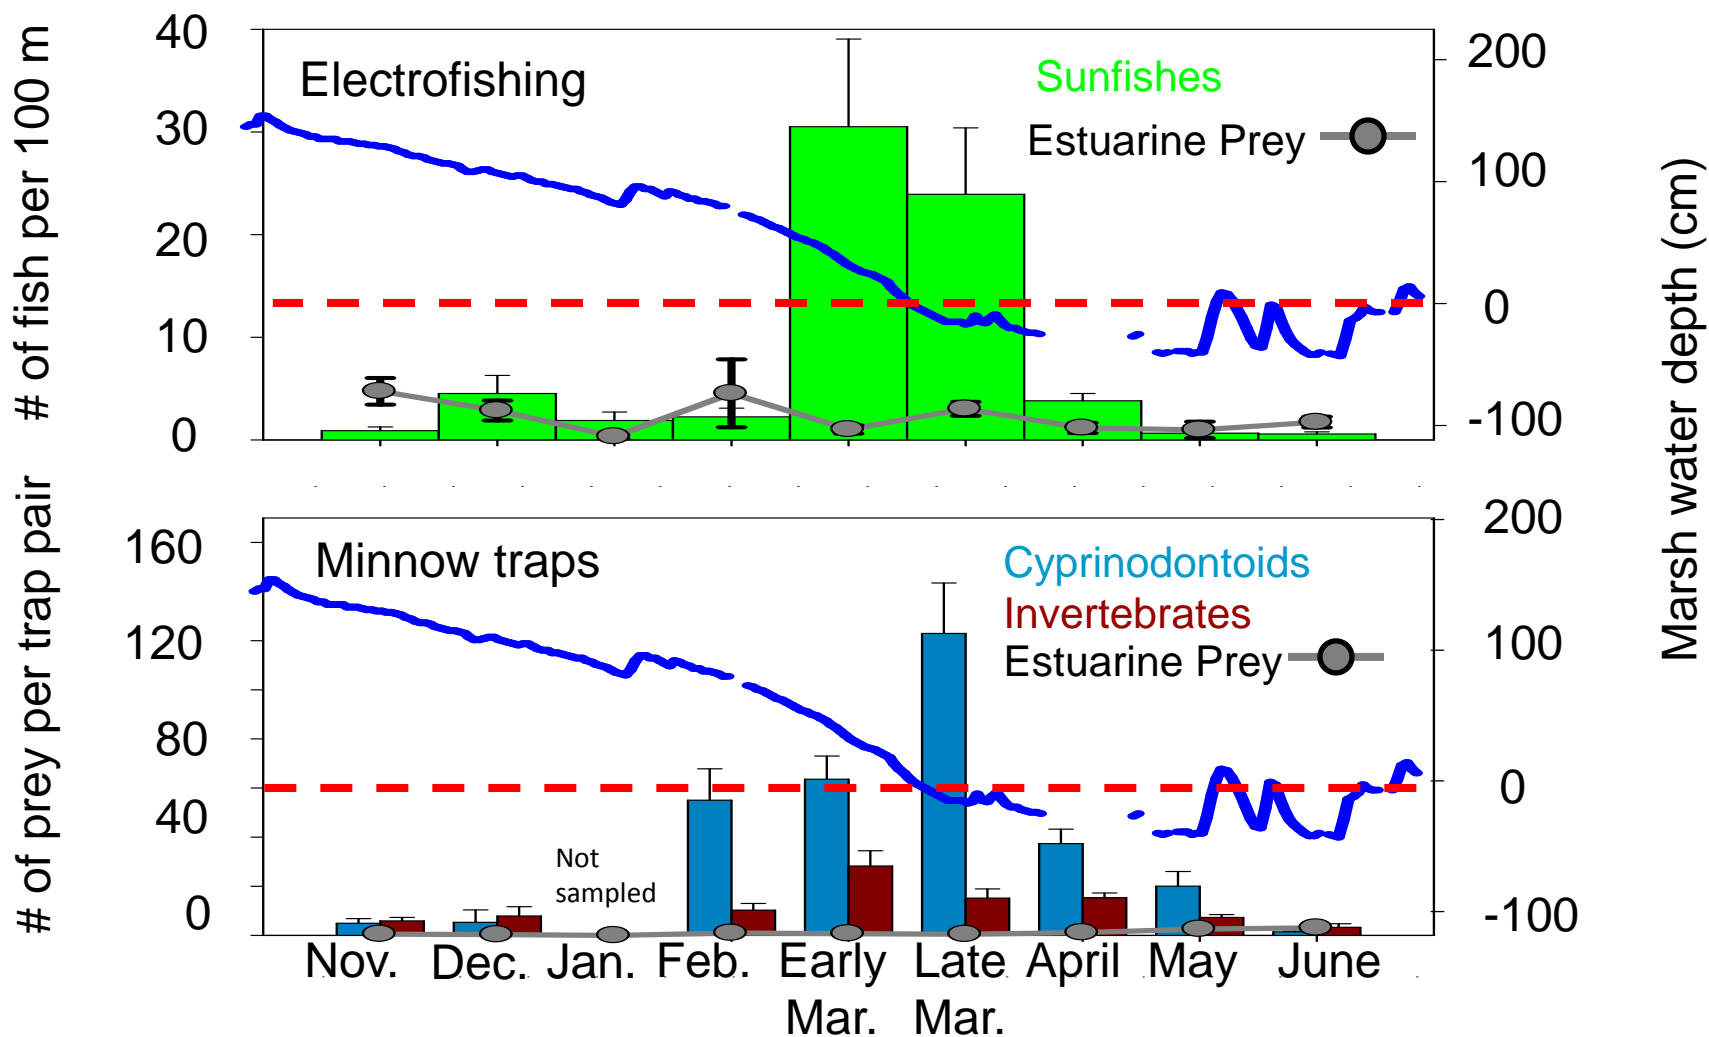 # of fish per 100 m
40
30
20
10
0
Electrofishing
Sunfishes
Estuarine Prey
200
100
0
-100
Marsh water depth (cm)
# of prey per trap pair
160
120
80
40
0
Minnow traps
Cyprinodontoids
Invertebrates
Estuarine Prey
Not
sampled
200
100
0
-100
Nov. Dec. Jan. Feb. Early Late April May June
Mar. Mar.